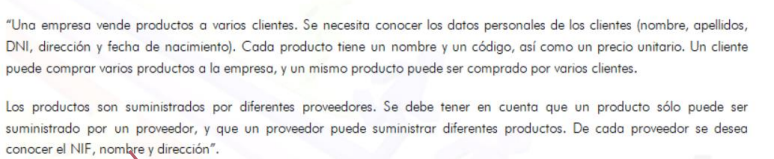 “Una empresa vende productos a varios clientes. Se necesita conocer los datos personales de los clientes (nombre, apellidos,
DNI, dirección y fecha de nacimiento). Cada producto tiene un nombre y un código, así como un precio unitario. Un cliente
puede comprar varios productos a la empresa, y un mismo producto puede ser comprado por varios clientes.
Los productos son suministrados por diferentes proveedores. Se debe tener en cuenta que un producto sólo puede ser
suministrado por un proveedor, y que un proveedor puede suministrar diferentes productos. De cada proveedor se desea
conocer el NIF, nombre y dirección”.